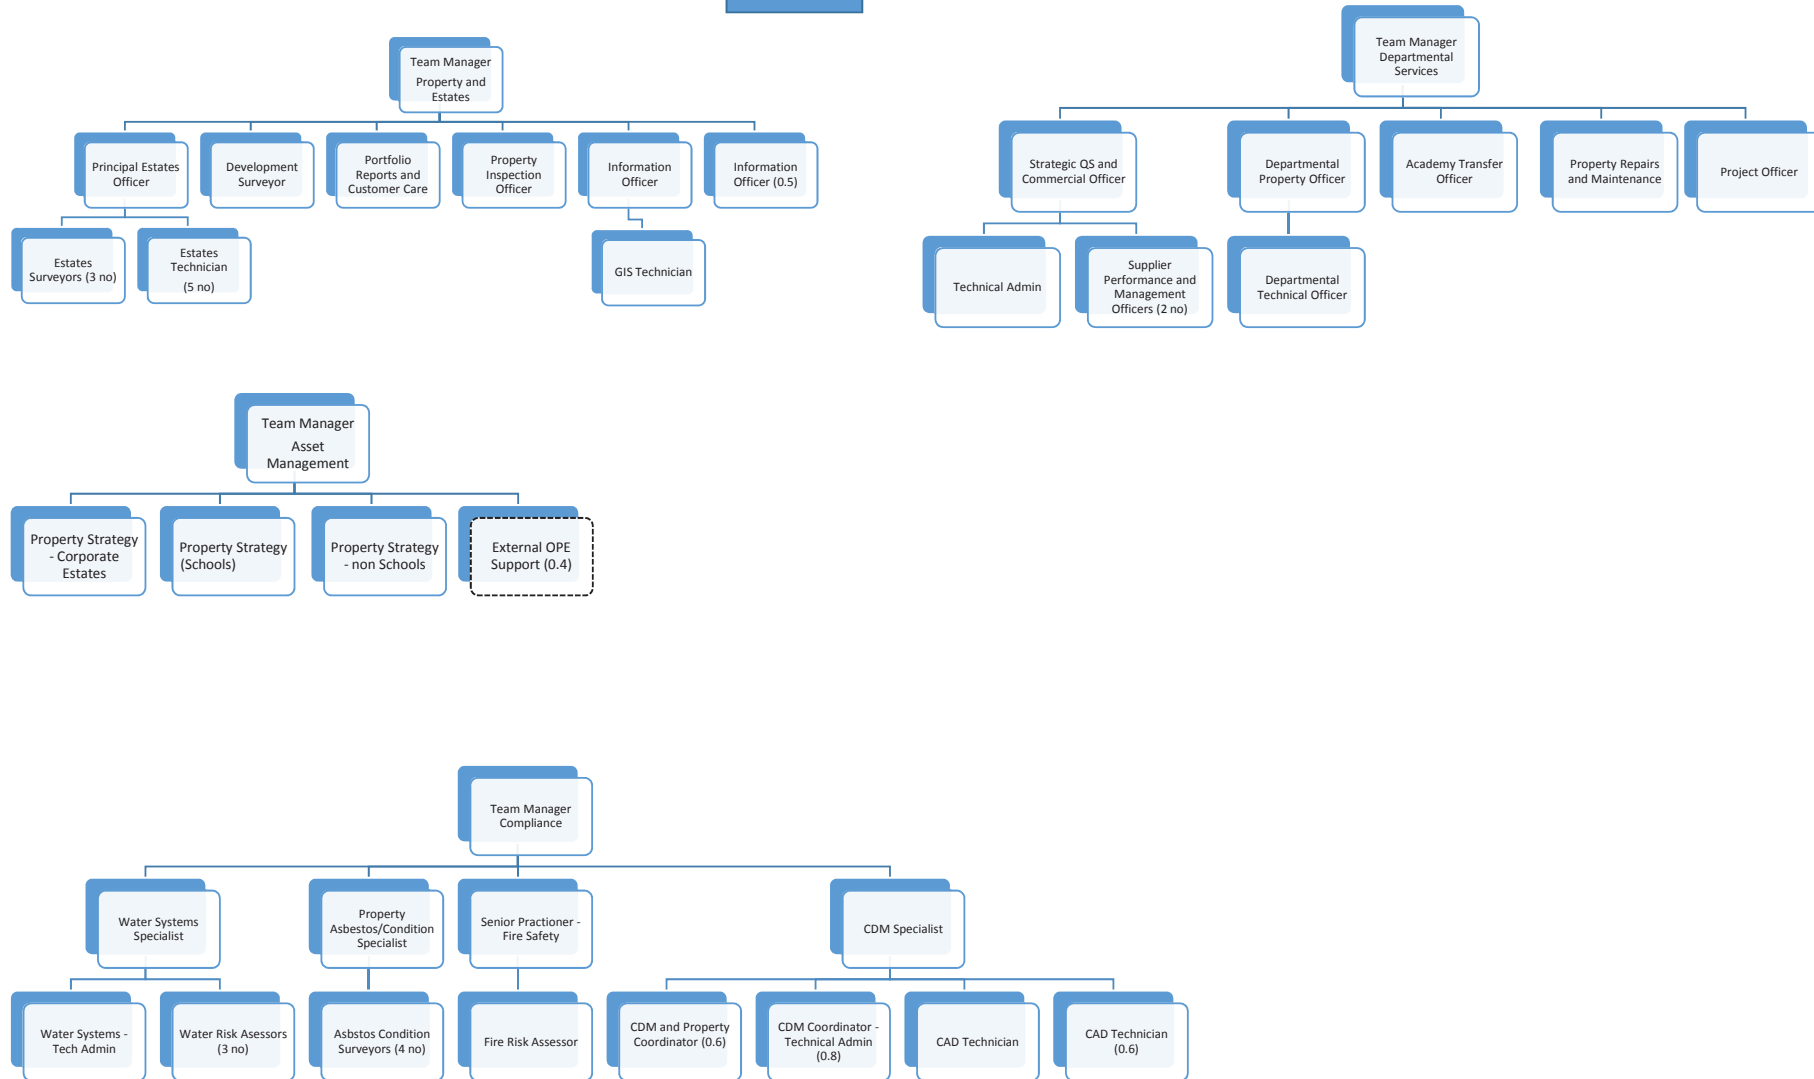 Team Manager
Property and
Estates
Principal Estates
Officer
Development
Surveyor
Portfolio
Reports and
Customer Care
Property
Inspection
Officer
Information
Officer
Information
Officer (0.5)
Estates
Surveyors (3 no)
Estates
Technician
(5 no)
GIS Technician
Team Manager
Departmental
Services
Strategic QS and
Commercial Officer
Departmental
Property Officer
Academy Transfer
Officer
Property Repairs
and Maintenance
Project Officer
Technical Admin
Supplier
Performance and
Management
Officers (2 no)
Departmental
Technical Officer
Team Manager
Asset
Management
Property Strategy
- Corporate
Estates
Property Strategy
(Schools)
Property Strategy
- non Schools
External OPE
Support (0.4)
Team Manager
Compliance
Water Systems
Specialist
Property
Asbestos/Condition
Specialist
Senior Practioner -
Fire Safety
CDM Specialist
Water Systems -
Tech Admin
Water Risk Asessors
(3 no)
Asbstos Condition
Surveyors (4 no)
Fire Risk Assessor
CDM and Property
Coordinator (0.6)
CDM Coordinator -
Technical Admin
(0.8)
CAD Technician
CAD Technician
(0.6)